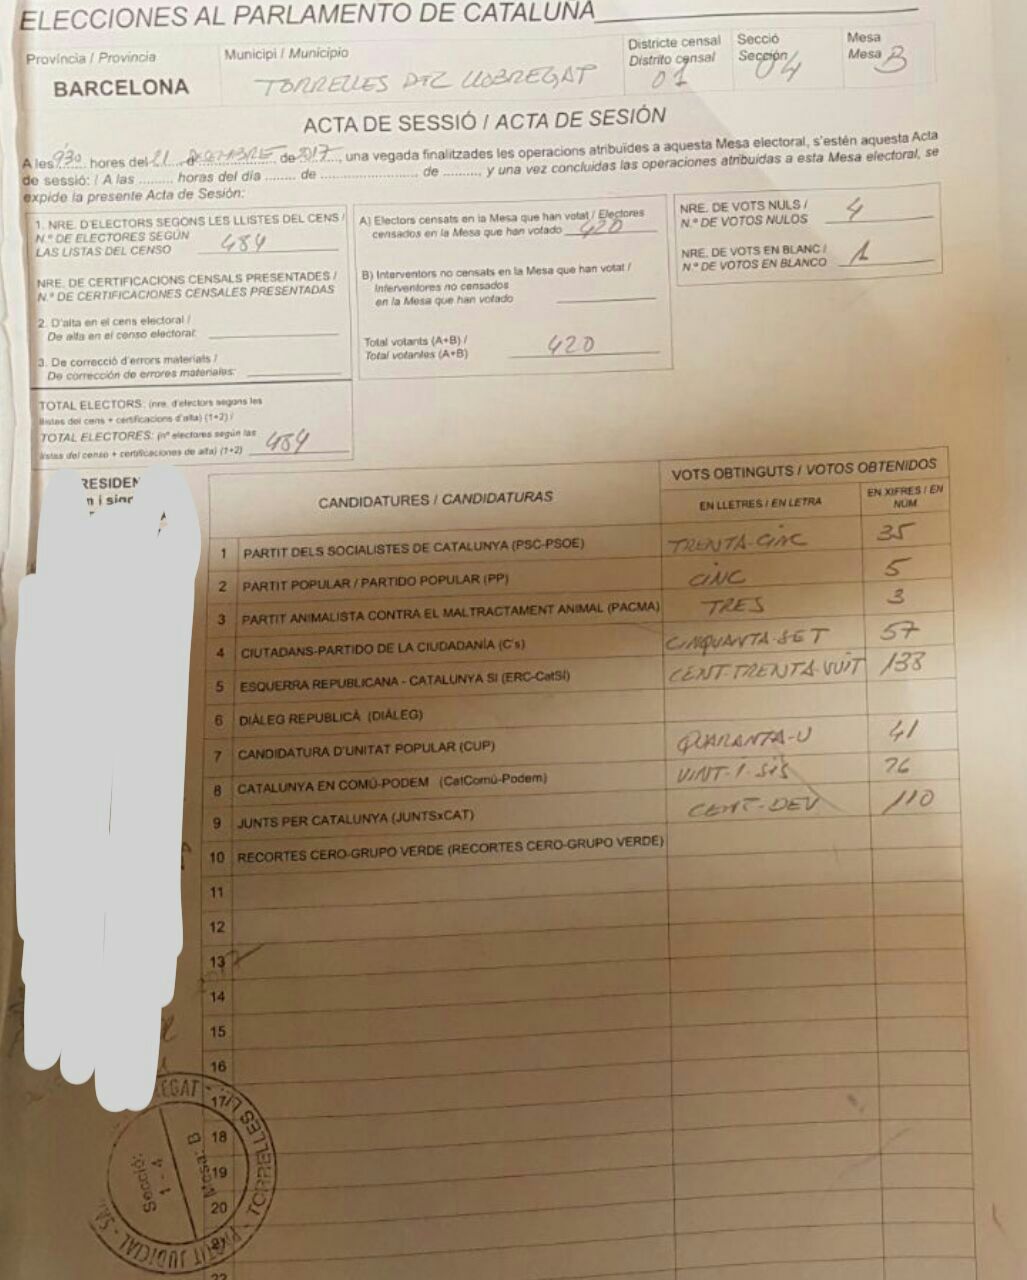 ELECCIONES AL PARLAMENTO DE CATALUÑA
Província / Provincia
BARCELONA
Municipi / Municipio
TORRELLES DE LLOBREGAT
Districte censal
Distrito censal
01
Secció
Sección
04
Mesa
Mesa B
ACTA DE SESSIÓ / ACTA DE SESIÓN
A les 930 hores del 21 d DESEMBRE de 2017, una vegada finalitzades les operacions atribuïdes a aquesta Mesa electoral, s'estén aquesta Acta
de sessió: / A las ......... horas del día ........ de ......................... de ........., y una vez concluidas las operaciones atribuidas a esta Mesa electoral, se
expide la presente Acta de Sesión:
1. NRE. D'ELECTORS SEGONS LES LLISTES DEL CENS /
N.º DE ELECTORES SEGÚN
LAS LISTAS DEL CENSO 484
NRE. DE CERTIFICACIONS CENSALS PRESENTADES /
N.º DE CERTIFICACIONES CENSALES PRESENTADAS
2. D'alta en el cens electoral /
De alta en el censo electoral:
3. De correcció d'errors materials /
De corrección de errores materiales:
TOTAL ELECTORS: (nre. d'electors segons les
llistes del cens + certificacions d'alta) (1+2) /
TOTAL ELECTORES: (nº electores según las
listas del censo + certificaciones de alta) (1+2) 484
A) Electors censats en la Mesa que han votat / Electores
censados en la Mesa que han votado 420
B) Interventors no censats en la Mesa que han votat /
Interventores no censados
en la Mesa que han votado
Total votants (A+B) /
Total votantes (A+B) 420
NRE. DE VOTS NULS /
N.º DE VOTOS NULOS 4
NRE. DE VOTS EN BLANC /
N.º DE VOTOS EN BLANCO 1
RESIDEN
n i sign
CANDIDATURES / CANDIDATURAS
VOTS OBTINGUTS / VOTOS OBTENIDOS
EN LLETRES / EN LETRA
EN XIFRES / EN
NÚM
1 PARTIT DELS SOCIALISTES DE CATALUNYA (PSC-PSOE) TRENTA-CINC 35
2 PARTIT POPULAR / PARTIDO POPULAR (PP) CINC 5
3 PARTIT ANIMALISTA CONTRA EL MALTRACTAMENT ANIMAL (PACMA) TRES 3
4 CIUTADANS-PARTIDO DE LA CIUDADANÍA (C's) CINQUANTA-SET 57
5 ESQUERRA REPUBLICANA - CATALUNYA SI (ERC-CatSí) CENT-TRENTA-VUIT 138
6 DIÀLEG REPUBLICÀ (DIÀLEG)
7 CANDIDATURA D'UNITAT POPULAR (CUP) QUARANTA-U 41
8 CATALUNYA EN COMÚ-PODEM (CatComú-Podem) VINT-I-SIS 26
9 JUNTS PER CATALUNYA (JUNTSxCAT) CENT-DEU 110
10 RECORTES CERO-GRUPO VERDE (RECORTES CERO-GRUPO VERDE)
11
12
13
14
15
16
17
18
19
20
21
22
TORRELLES LL
EGAT
PARTIT JUDICIAL
Secció:
1 - 4
Mesa: B